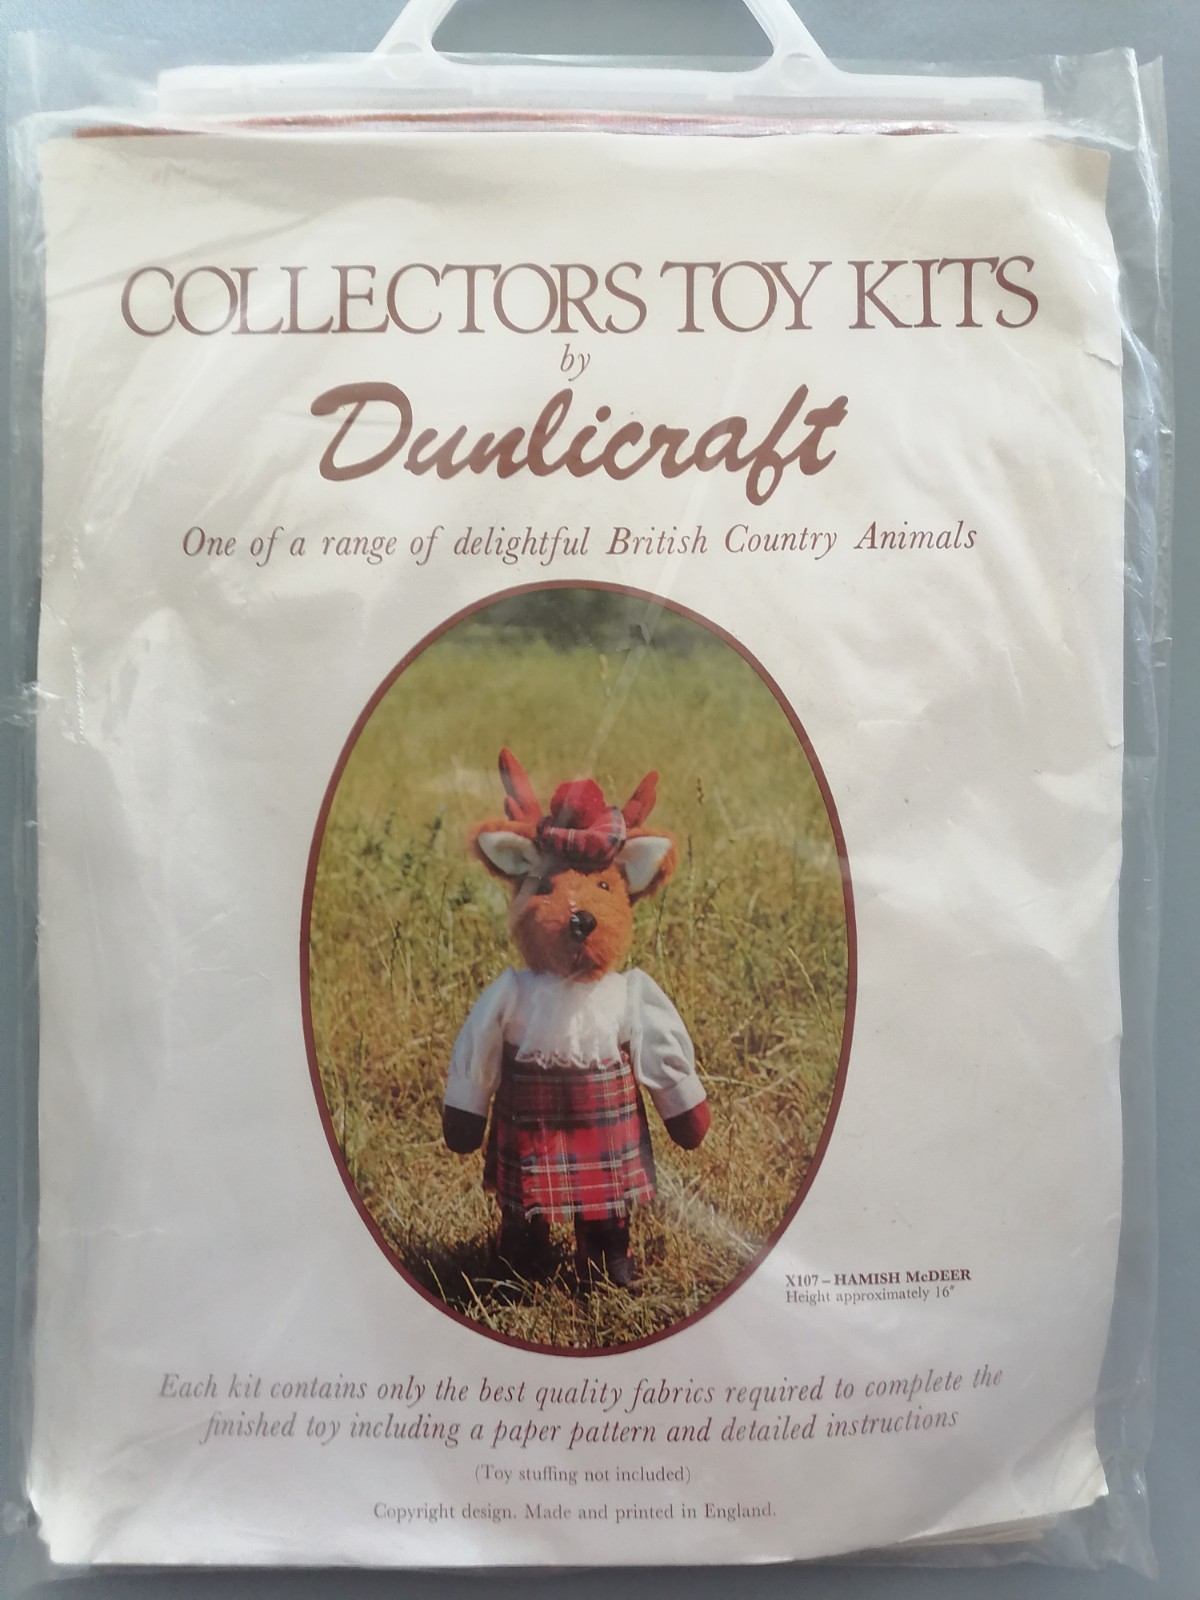 COLLECTORS TOY KITS
by
Dunlicraft
One of a range of delightful British Country Animals
X107 – HAMISH McDEER
Height approximately 16"
Each kit contains only the best quality fabrics required to complete the
finished toy including a paper pattern and detailed instructions
(Toy stuffing not included)
Copyright design. Made and printed in England.